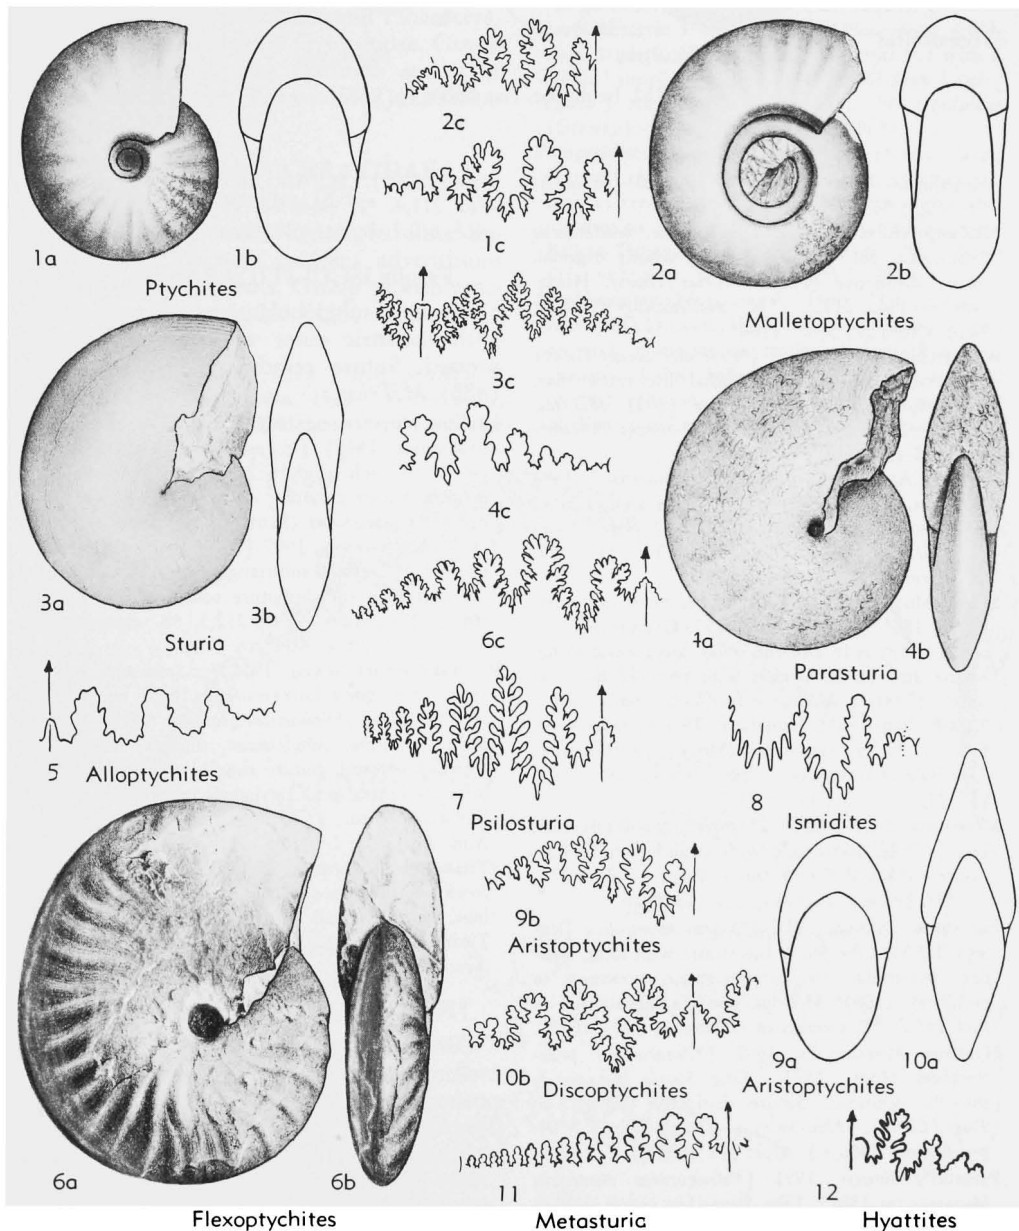 2c
1c
1a
1b
2a
2b
Ptychites
Malletoptychites
3c
4c
3a
3b
4a
4b
Sturia
6c
Parasturia
5
Alloptychites
7
Psilosturia
8
Ismidites
9b
Aristoptychites
10b
Discoptychites
9a
10a
Aristoptychites
6a
6b
11
12
Flexoptychites
Metasturia
Hyattites